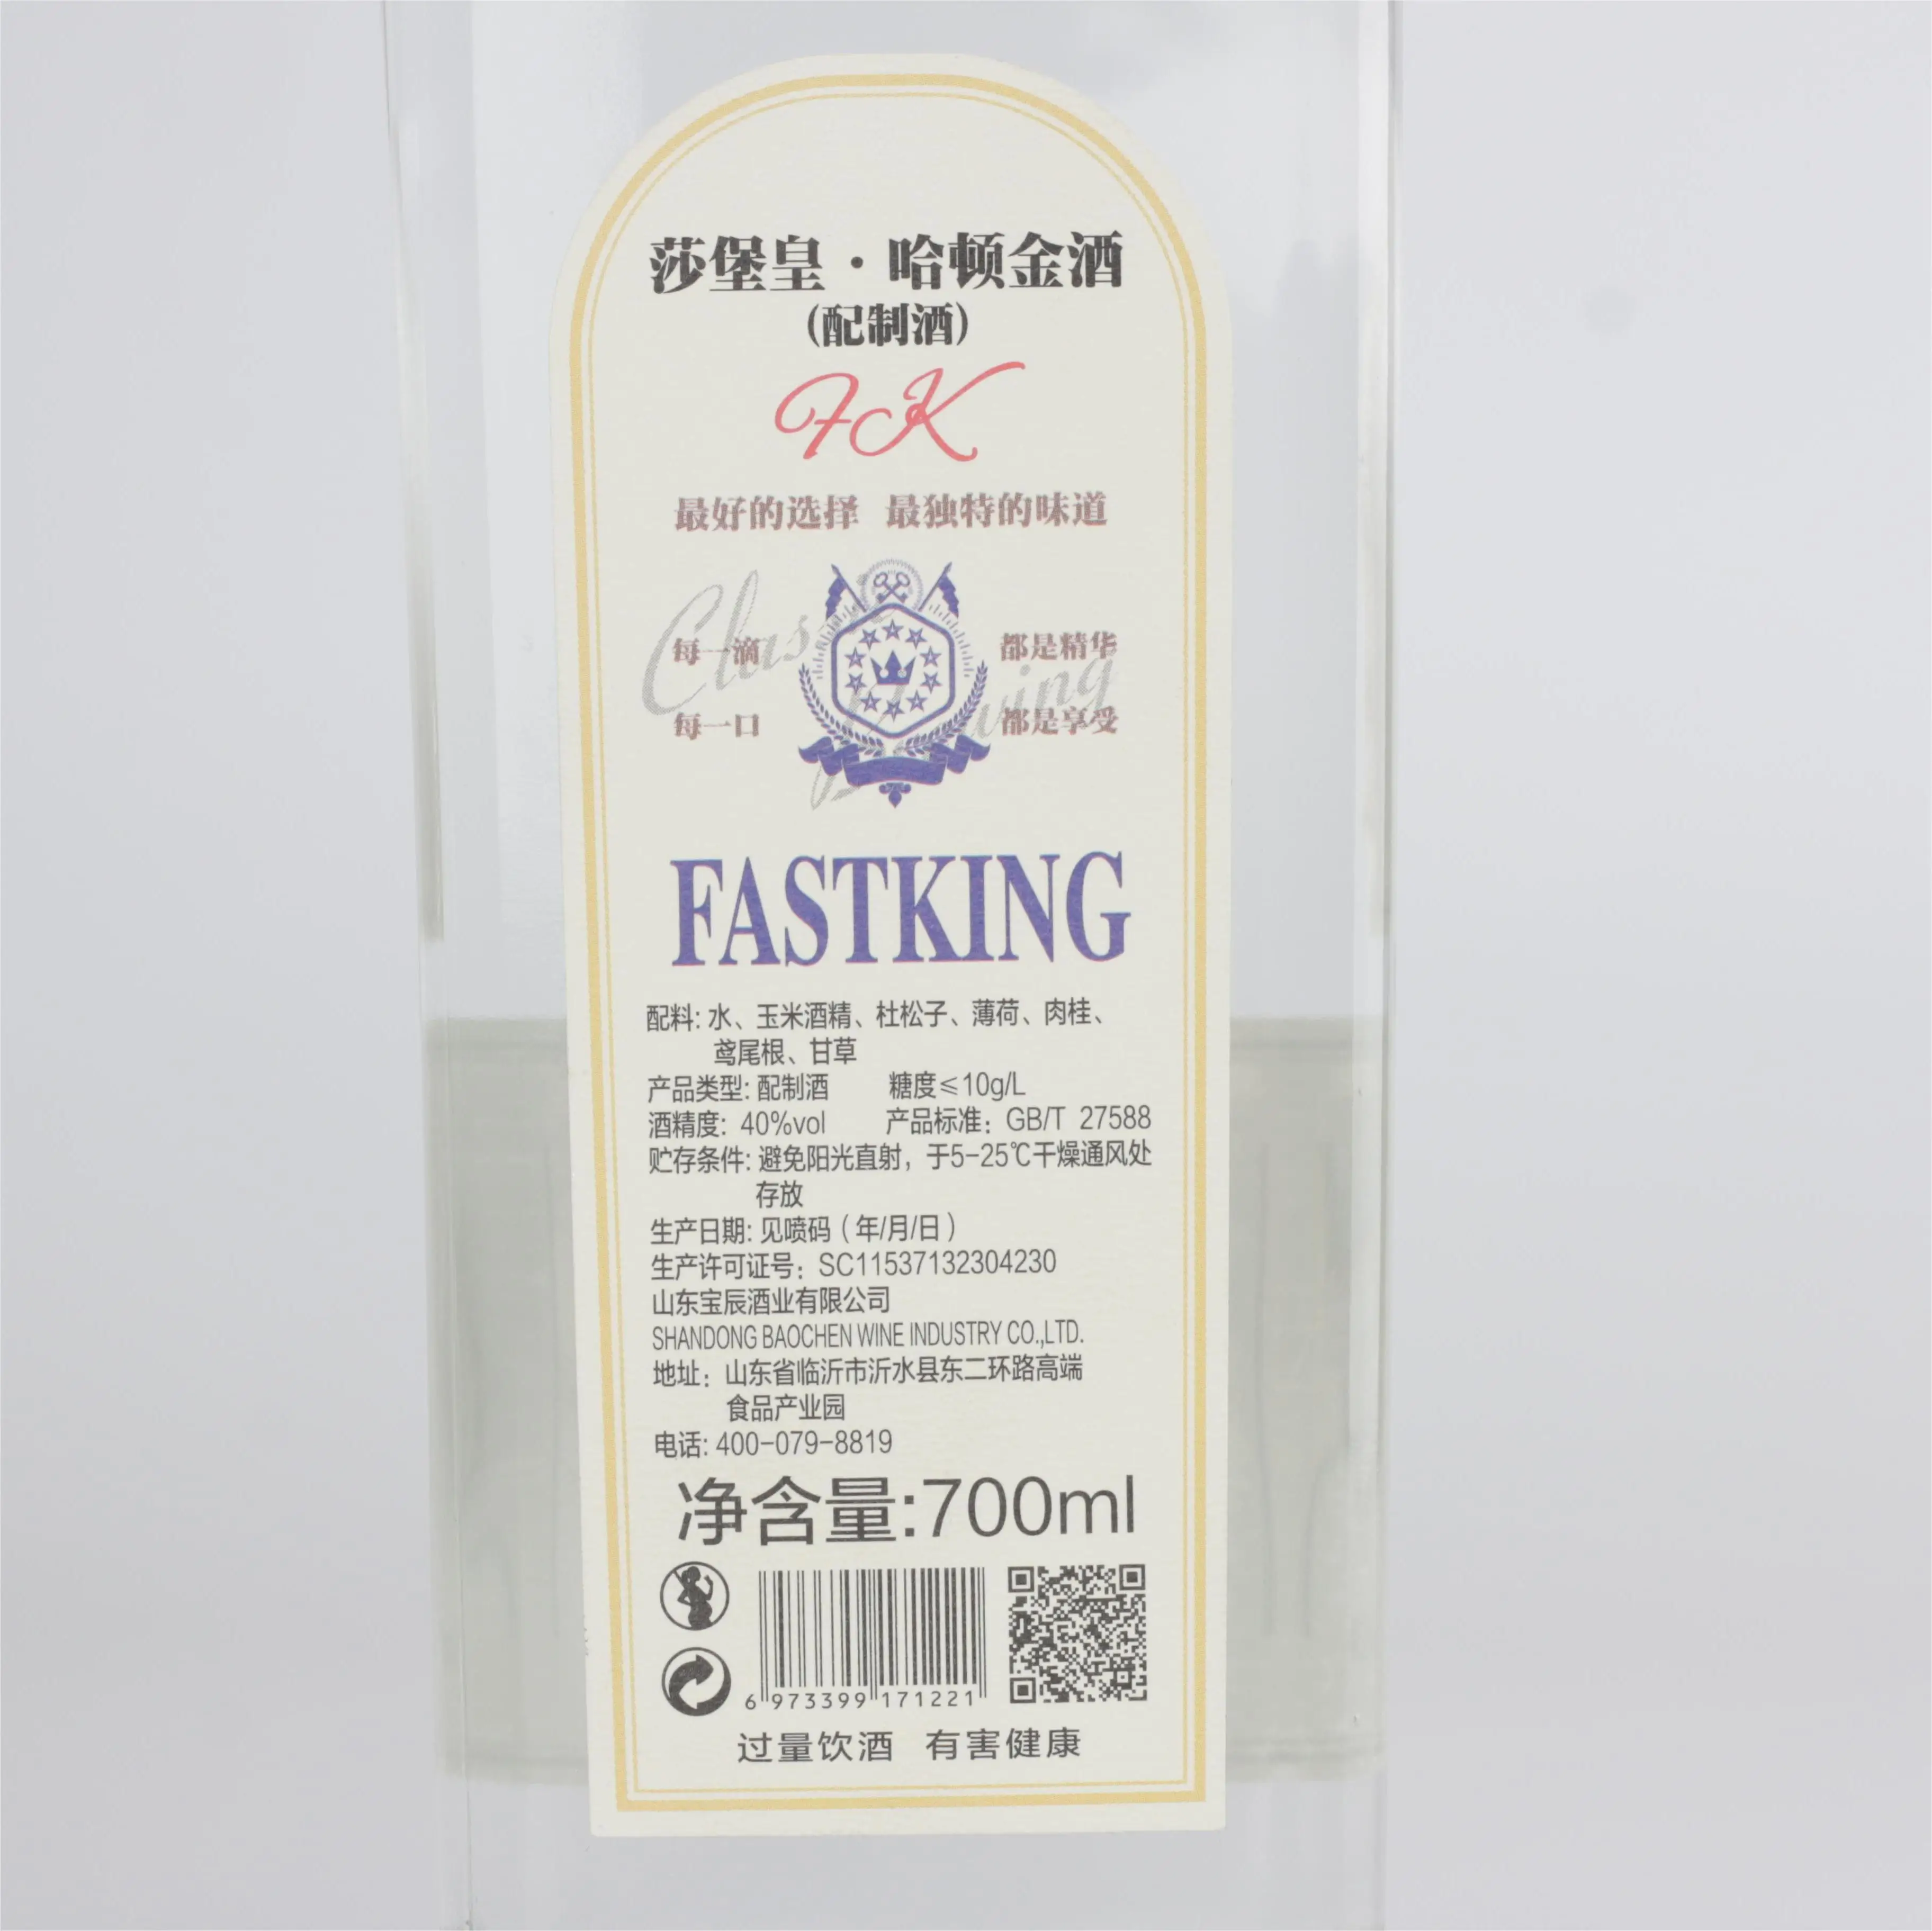 莎堡皇·哈顿金酒
(配制酒)
FK
最好的选择 最独特的味道
每一滴 都是精华
每一口 都是享受
FASTKING
配料: 水、玉米酒精、杜松子、薄荷、肉桂、
鸢尾根、甘草
产品类型: 配制酒 糖度≤10g/L
酒精度: 40%vol 产品标准: GB/T 27588
贮存条件: 避免阳光直射, 于5-25℃干燥通风处
存放
生产日期: 见喷码(年/月/日)
生产许可证号: SC11537132304230
山东宝辰酒业有限公司
SHANDONG BAOCHEN WINE INDUSTRY CO.,LTD.
地址: 山东省临沂市沂水县东二环路高端
食品产业园
电话: 400-079-8819
净含量:700ml
6 973399 171221
过量饮酒 有害健康